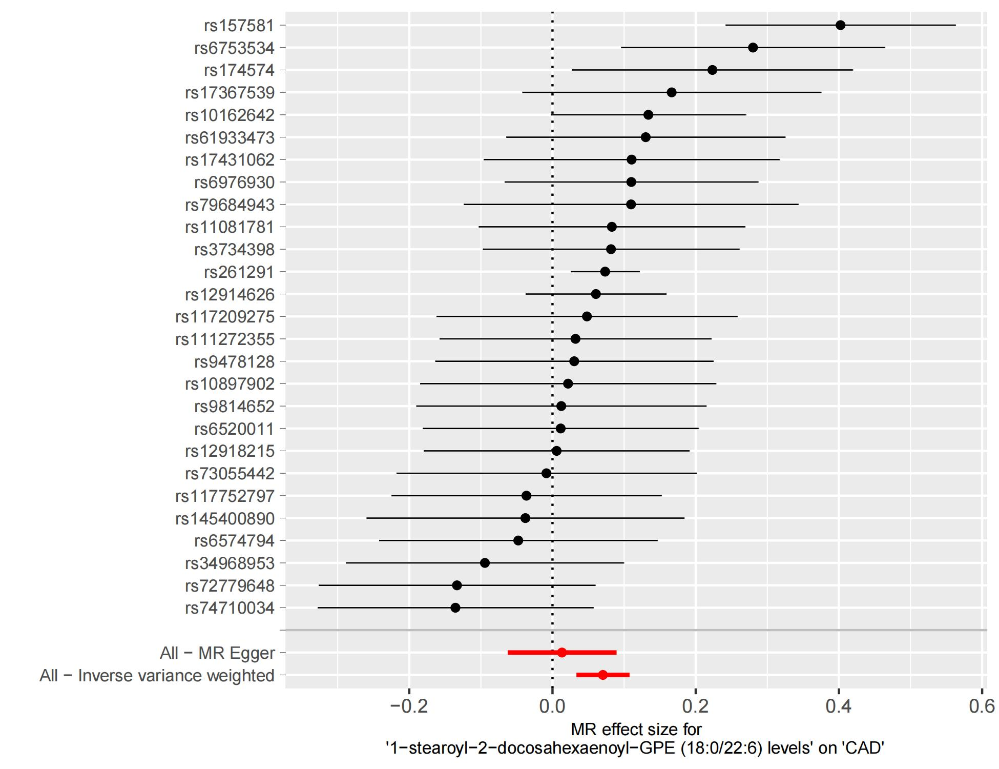 rs157581
rs6753534
rs174574
rs17367539
rs10162642
rs61933473
rs17431062
rs6976930
rs79684943
rs11081781
rs3734398
rs261291
rs12914626
rs117209275
rs111272355
rs9478128
rs10897902
rs9814652
rs6520011
rs12918215
rs73055442
rs117752797
rs145400890
rs6574794
rs34968953
rs72779648
rs74710034
All − MR Egger
All − Inverse variance weighted
−0.2 0.0 0.2 0.4 0.6
MR effect size for
'1−stearoyl−2−docosahexaenoyl−GPE (18:0/22:6) levels' on 'CAD'